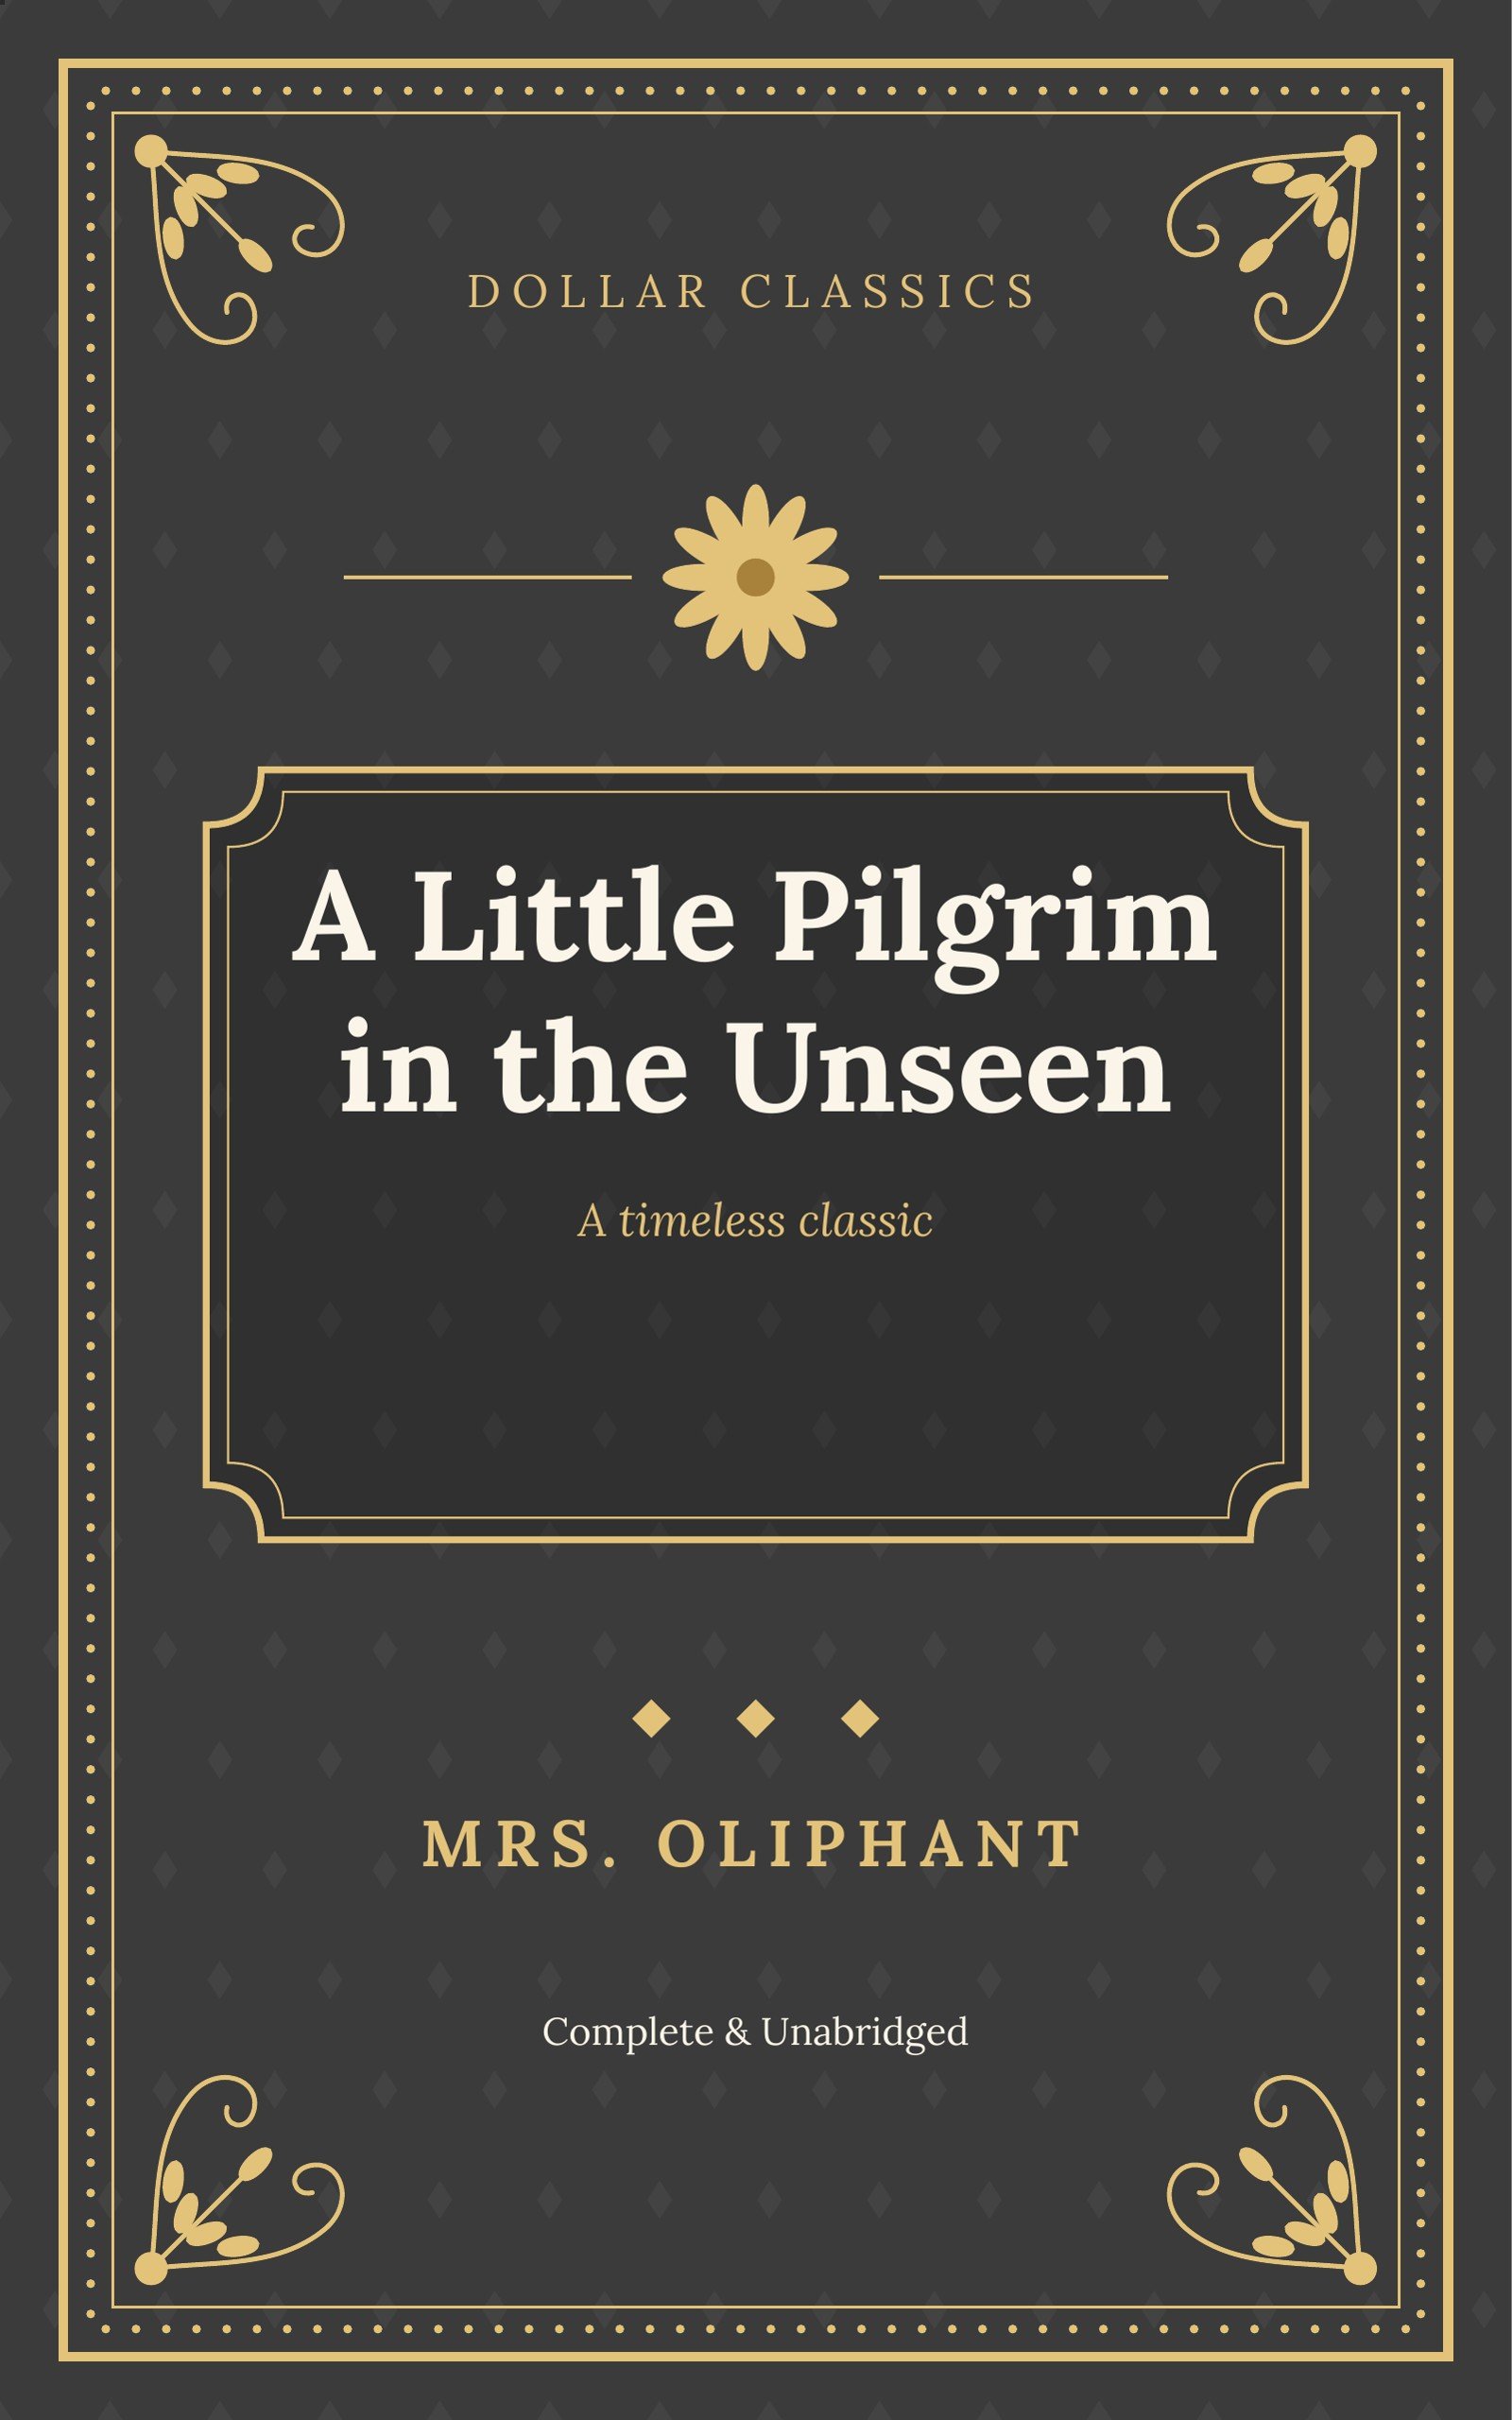 DOLLAR CLASSICS
A Little Pilgrim
in the Unseen
A timeless classic
MRS. OLIPHANT
Complete & Unabridged